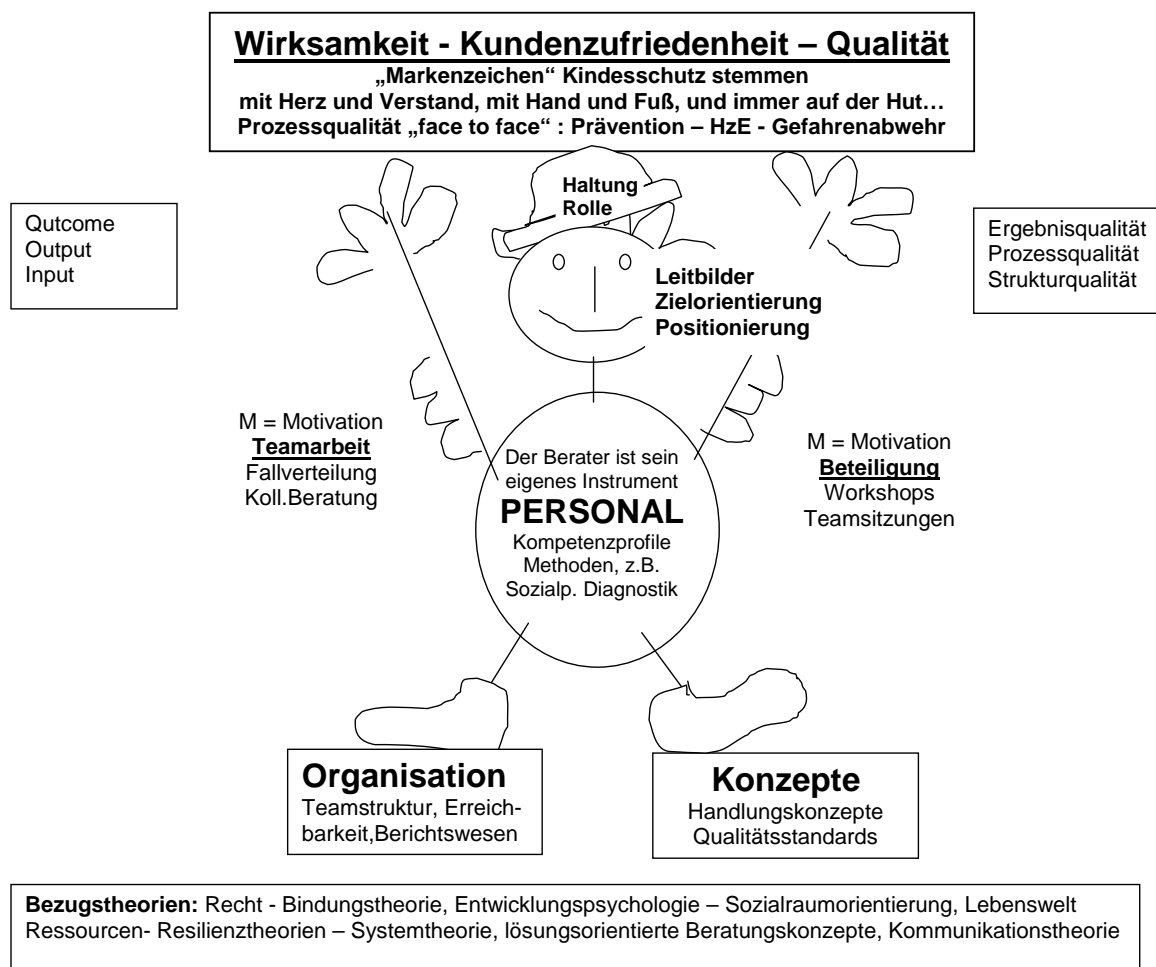 Wirksamkeit - Kundenzufriedenheit – Qualität
„Markenzeichen“ Kindesschutz stemmen
mit Herz und Verstand, mit Hand und Fuß, und immer auf der Hut…
Prozessqualität „face to face“ : Prävention – HzE - Gefahrenabwehr
Haltung
Rolle
Qutcome
Output
Input
Ergebnisqualität
Prozessqualität
Strukturqualität
Leitbilder
Zielorientierung
Positionierung
M = Motivation
Teamarbeit
Fallverteilung
Koll.Beratung
Der Berater ist sein
eigenes Instrument
PERSONAL
Kompetenzprofile
Methoden, z.B.
Sozialp. Diagnostik
M = Motivation
Beteiligung
Workshops
Teamsitzungen
Organisation
Teamstruktur, Erreich-
barkeit,Berichtswesen
Konzepte
Handlungskonzepte
Qualitätsstandards
Bezugstheorien: Recht - Bindungstheorie, Entwicklungspsychologie – Sozialraumorientierung, Lebenswelt
Ressourcen- Resilienztheorien – Systemtheorie, lösungsorientierte Beratungskonzepte, Kommunikationstheorie